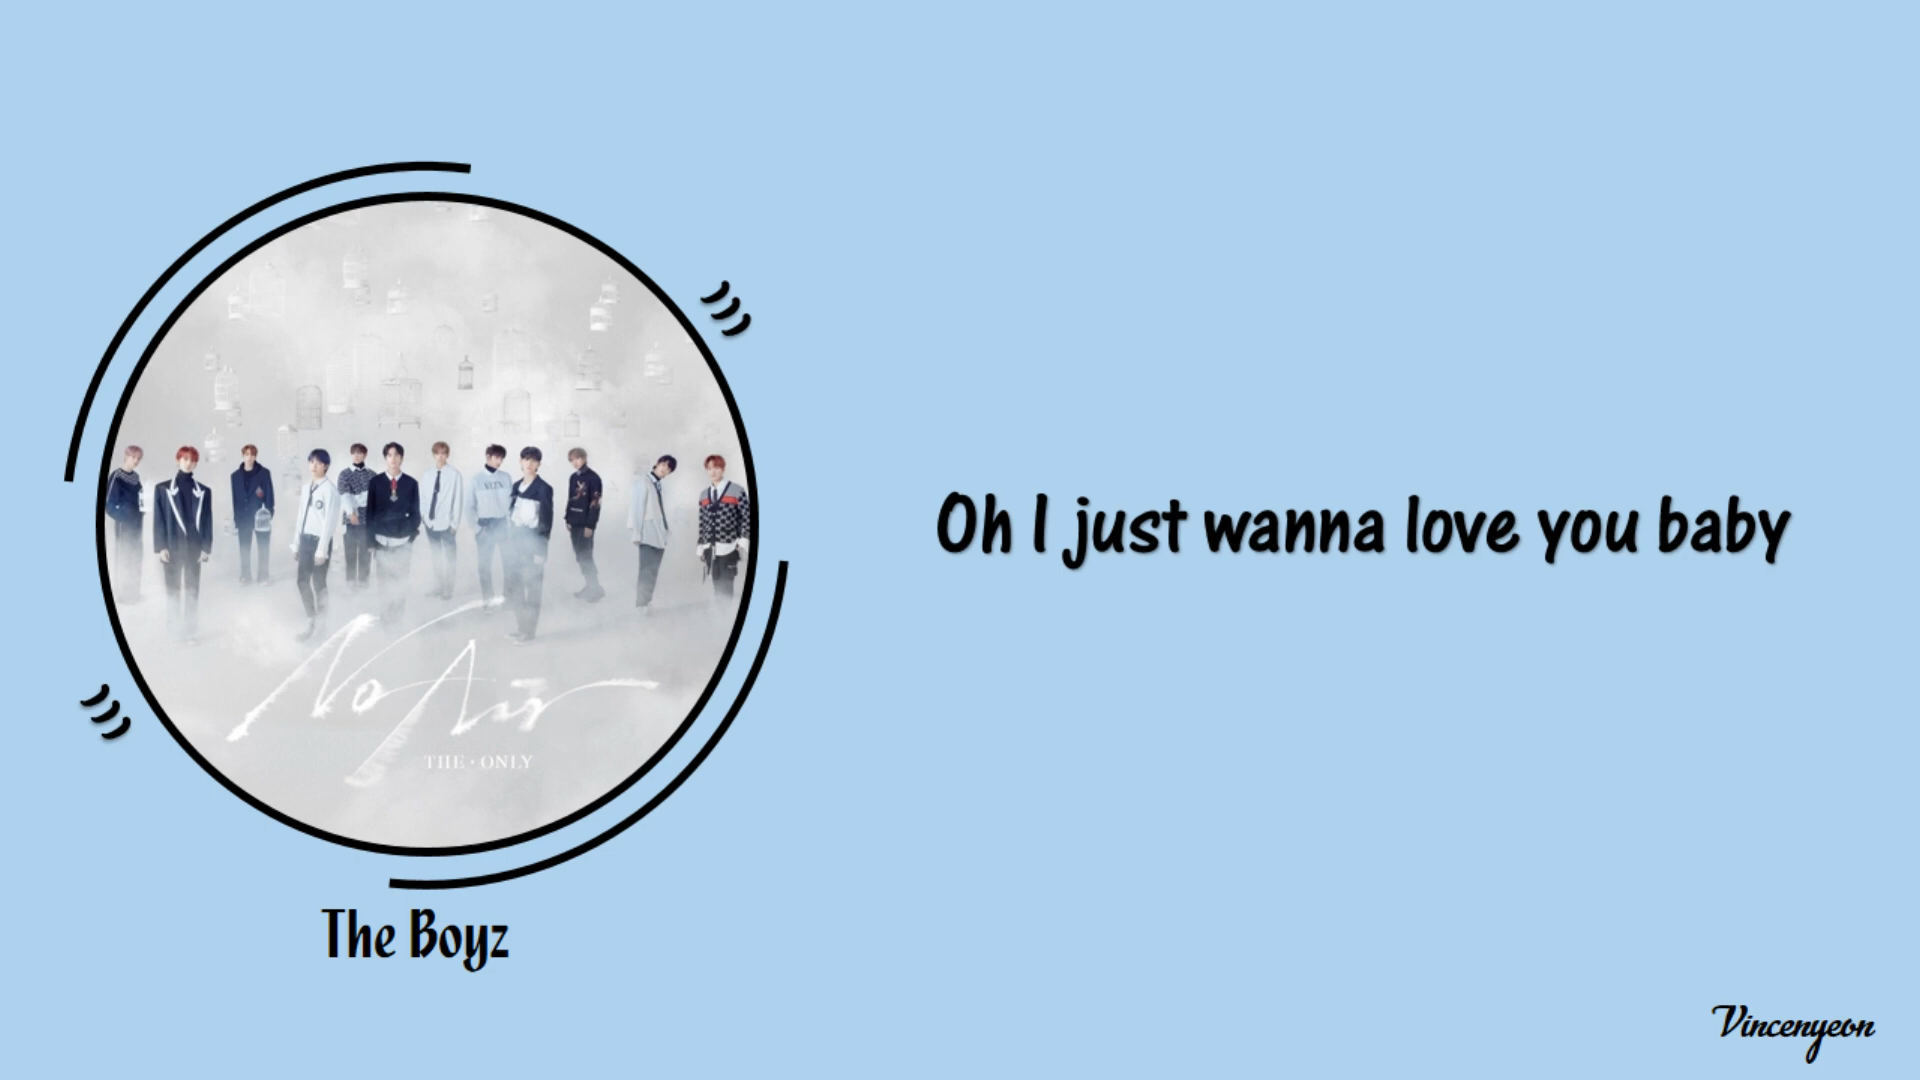 No Air
THE · ONLY
The Boyz
Oh I just wanna love you baby
Vincenyeon